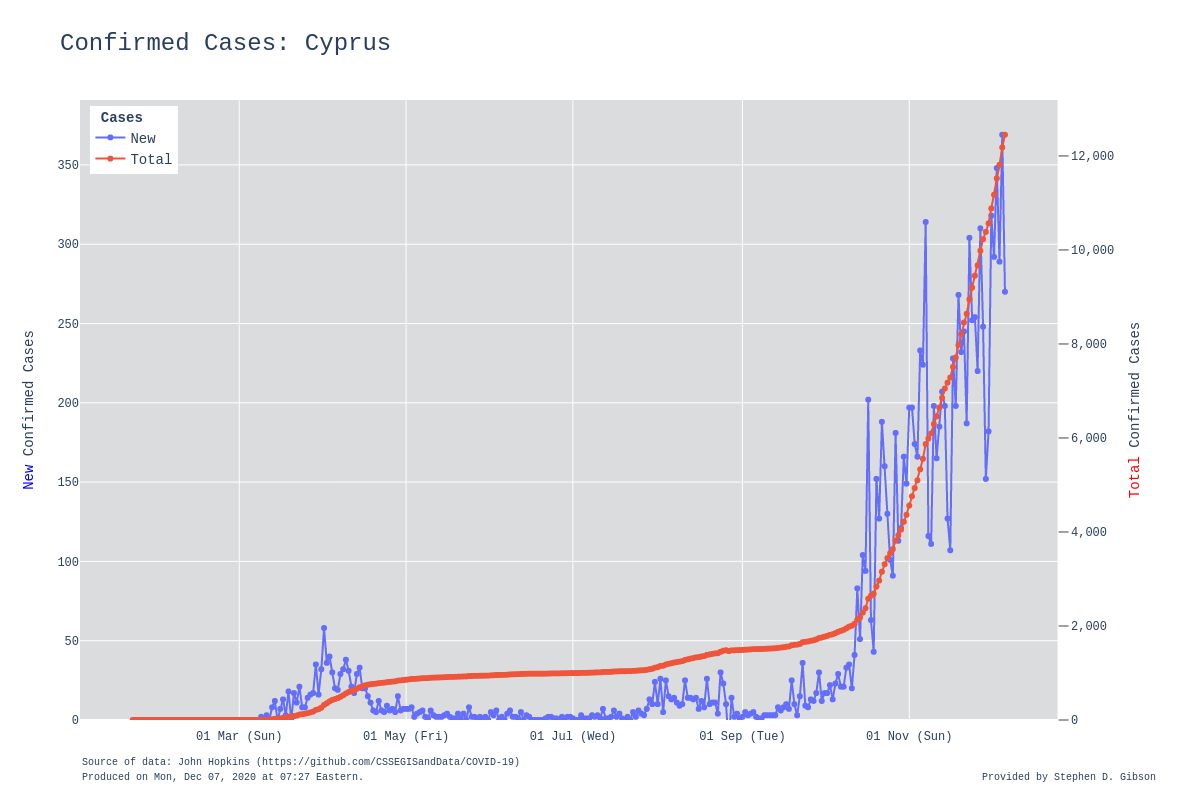 Confirmed Cases: Cyprus
Cases
New
Total
350
300
250
200
150
100
50
0
12,000
10,000
8,000
6,000
4,000
2,000
0
New Confirmed Cases
Total Confirmed Cases
01 Mar (Sun)
01 May (Fri)
01 Jul (Wed)
01 Sep (Tue)
01 Nov (Sun)
Source of data: John Hopkins (https://github.com/CSSEGISandData/COVID-19)
Produced on Mon, Dec 07, 2020 at 07:27 Eastern.
Provided by Stephen D. Gibson